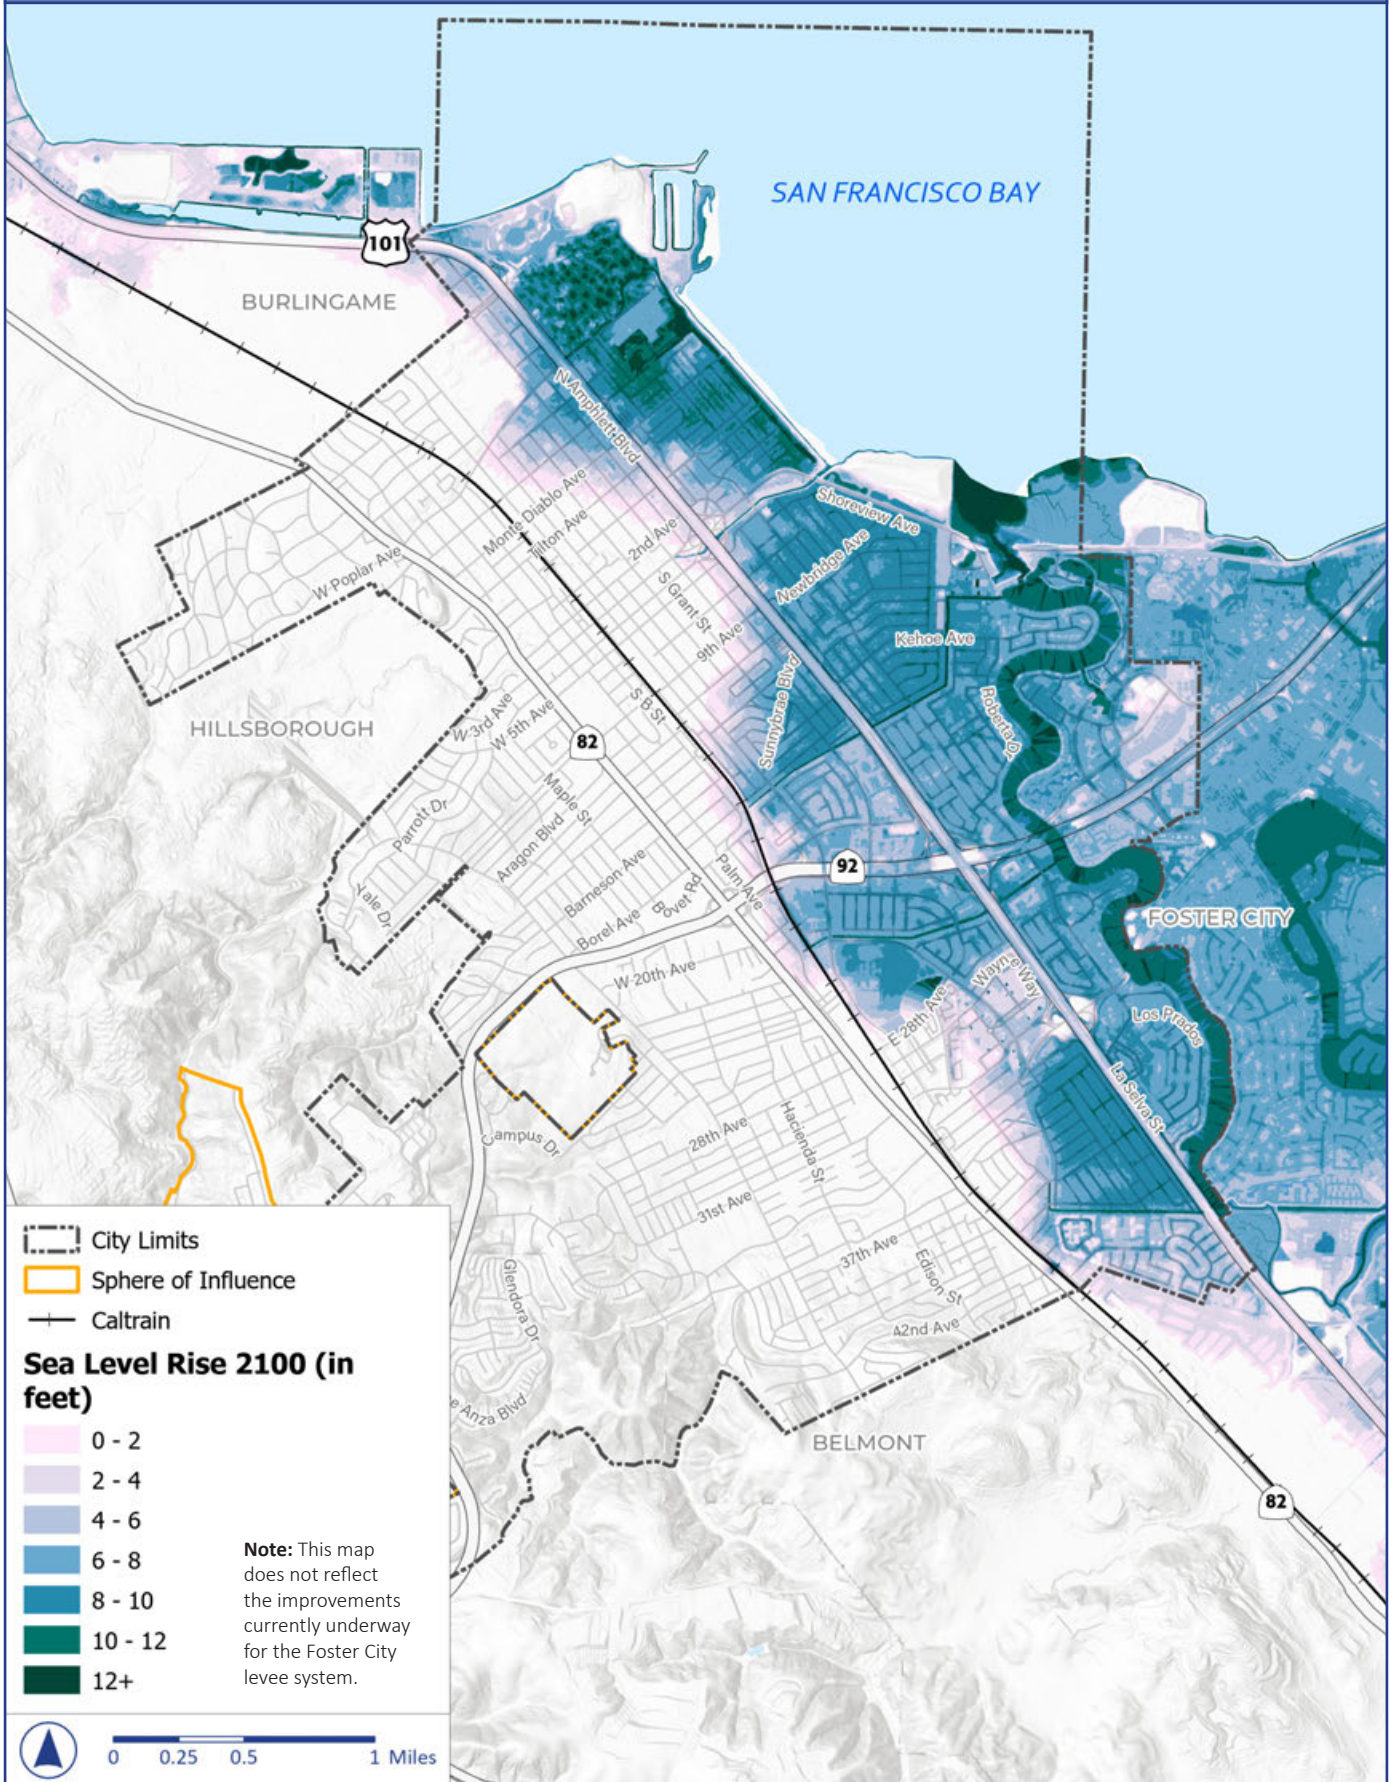 SAN FRANCISCO BAY
101
BURLINGAME
N Amphlett Blvd
Monte Diablo Ave
Tilton Ave
2nd Ave
Shoreview Ave
Newbridge Ave
W Poplar Ave
S Grant St
9th Ave
Kehoe Ave
Sunnybrae Blvd
S B St
Roberta Dr
HILLSBOROUGH
W 3rd Ave
W 5th Ave
82
Maple St
Parrott Dr
Aragon Blvd
Palm Ave
92
Barneson Ave
Bovet Rd
Yale Dr
Borel Ave
FOSTER CITY
W 20th Ave
Wayne Way
E 28th Ave
Los Prados
La Selva St
Campus Dr
28th Ave
Hacienda St
31st Ave
37th Ave
Edison St
Glendora Dr
42nd Ave
e Anza Blvd
BELMONT
82
City Limits
Sphere of Influence
Caltrain
Sea Level Rise 2100 (in
feet)
0 - 2
2 - 4
4 - 6
6 - 8
8 - 10
10 - 12
12+
Note: This map
does not reflect
the improvements
currently underway
for the Foster City
levee system.
0 0.25 0.5 1 Miles